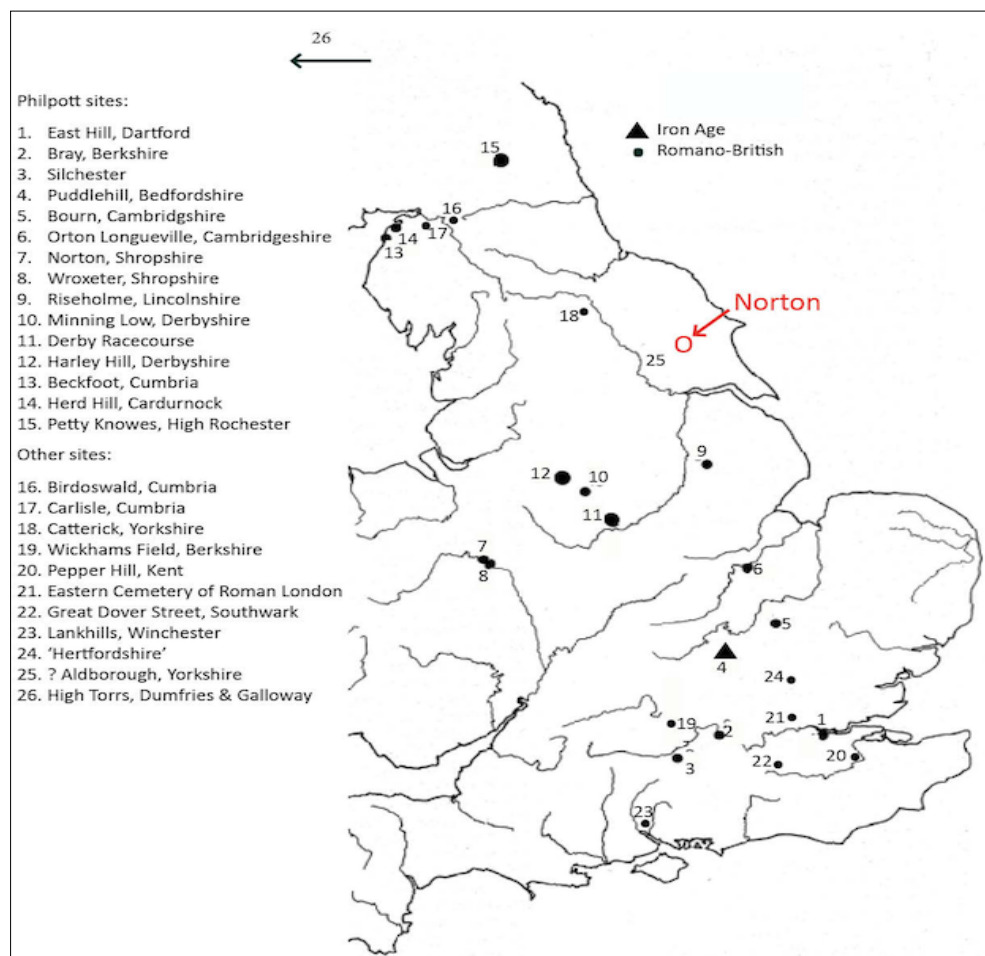 26
Philpott sites:
1. East Hill, Dartford
2. Bray, Berkshire
3. Silchester
4. Puddlehill, Bedfordshire
5. Bourn, Cambridgshire
6. Orton Longueville, Cambridgeshire
7. Norton, Shropshire
8. Wroxeter, Shropshire
9. Riseholme, Lincolnshire
10. Minning Low, Derbyshire
11. Derby Racecourse
12. Harley Hill, Derbyshire
13. Beckfoot, Cumbria
14. Herd Hill, Cardurnock
15. Petty Knowes, High Rochester
Other sites:
16. Birdoswald, Cumbria
17. Carlisle, Cumbria
18. Catterick, Yorkshire
19. Wickhams Field, Berkshire
20. Pepper Hill, Kent
21. Eastern Cemetery of Roman London
22. Great Dover Street, Southwark
23. Lankhills, Winchester
24. ‘Hertfordshire’
25. ? Aldborough, Yorkshire
26. High Torrs, Dumfries & Galloway
Iron Age
Romano-British
15
16
17
14
13
Norton
18
25
9
12
10
11
7
8
6
5
4
24
19
2
21
1
3
22
20
23